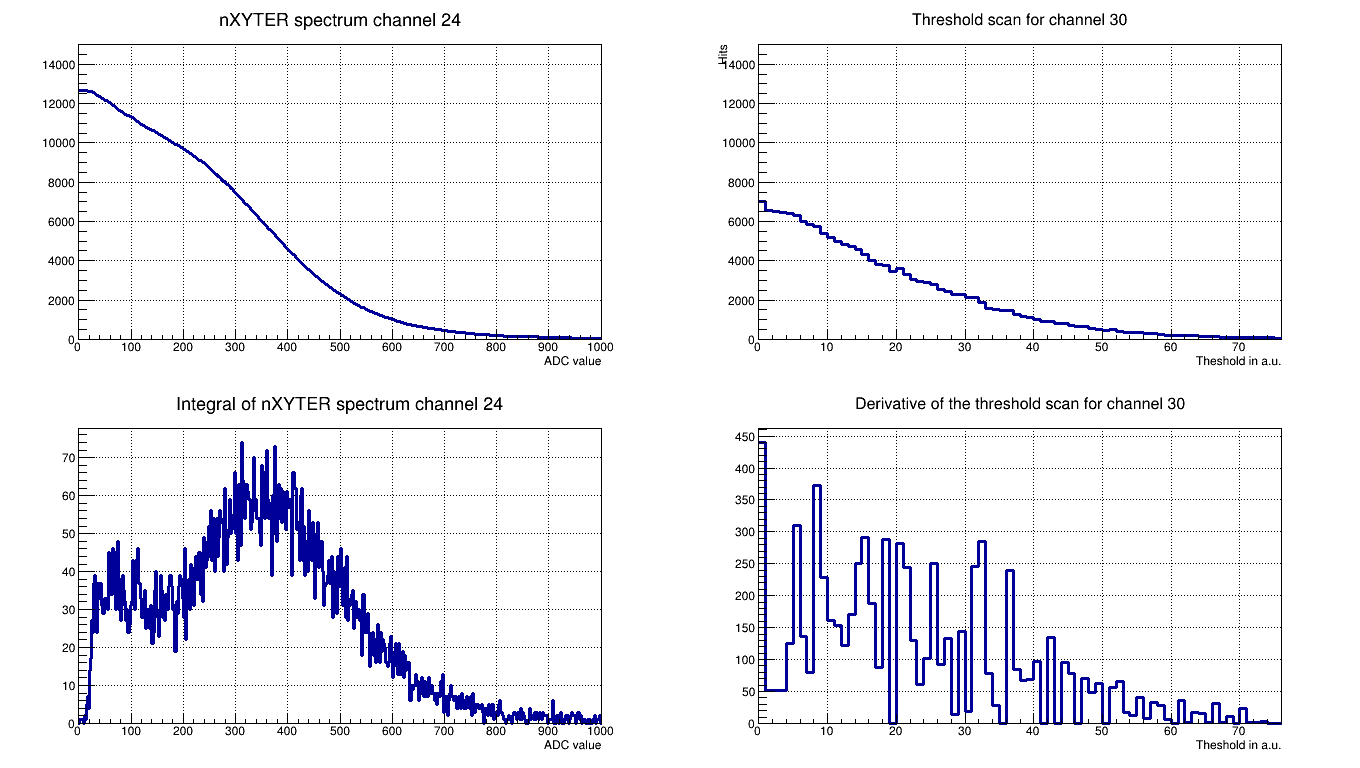 nXYTER spectrum channel 24
14000
12000
10000
8000
6000
4000
2000
0
0 100 200 300 400 500 600 700 800 900 1000
ADC value
Threshold scan for channel 30
Hits
14000
12000
10000
8000
6000
4000
2000
0
0 10 20 30 40 50 60 70
Theshold in a.u.
Integral of nXYTER spectrum channel 24
70
60
50
40
30
20
10
0
0 100 200 300 400 500 600 700 800 900 1000
ADC value
Derivative of the threshold scan for channel 30
450
400
350
300
250
200
150
100
50
0
0 10 20 30 40 50 60 70
Theshold in a.u.